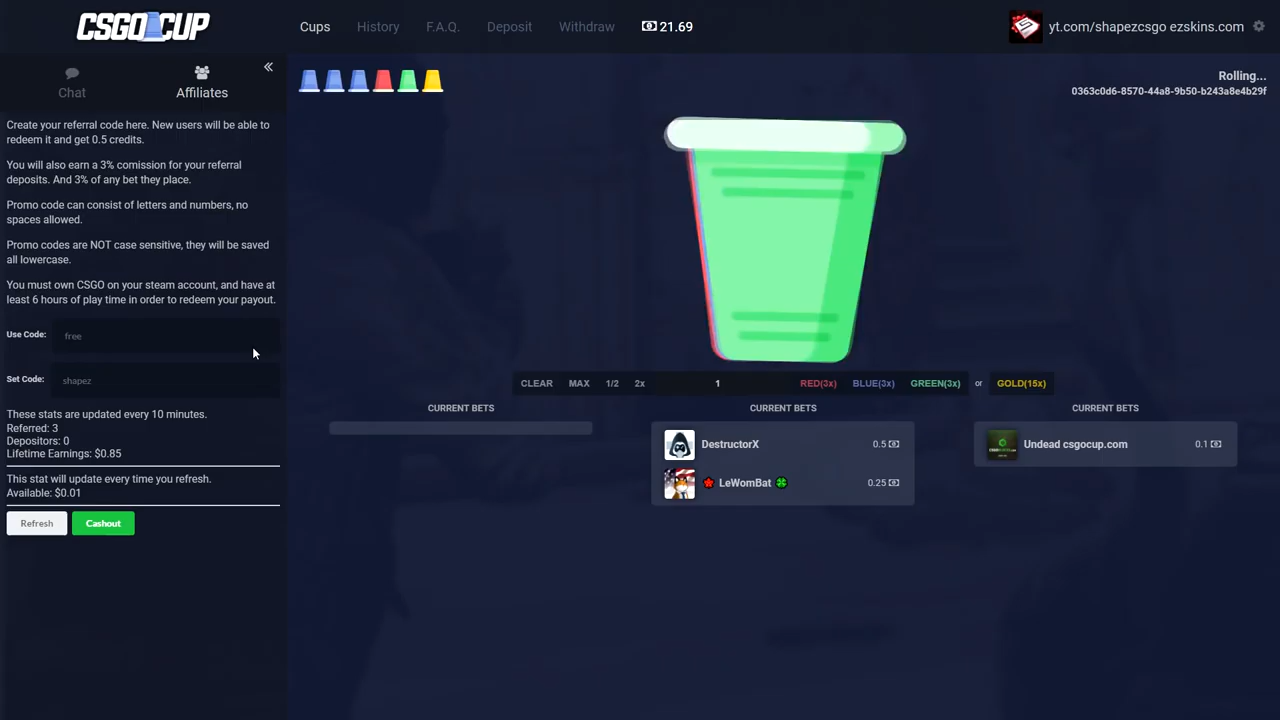 CSGO CUP
Cups History F.A.Q. Deposit Withdraw 21.69
yt.com/shapezcsgo ezskins.com
Chat Affiliates
Create your referral code here. New users will be able to
redeem it and get 0.5 credits.
You will also earn a 3% comission for your referral
deposits. And 3% of any bet they place.
Promo code can consist of letters and numbers, no
spaces allowed.
Promo codes are NOT case sensitive, they will be saved
all lowercase.
You must own CSGO on your steam account, and have at
least 6 hours of play time in order to redeem your payout.
Use Code: free
Set Code: shapez
These stats are updated every 10 minutes.
Referred: 3
Depositors: 0
Lifetime Earnings: $0.85
This stat will update every time you refresh.
Available: $0.01
Refresh Cashout
Rolling...
0363c0d6-8570-44a8-9b50-b243a8e4b29f
CLEAR MAX 1/2 2x 1 RED(3x) BLUE(3x) GREEN(3x) or GOLD(15x)
CURRENT BETS CURRENT BETS CURRENT BETS
DestructorX 0.5
LeWomBat 0.25
Undead csgocup.com 0.1